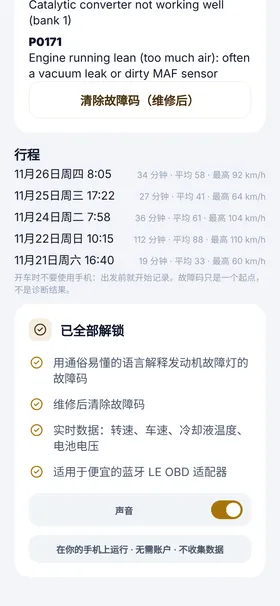 Catalytic converter not working well
(bank 1)
P0171
Engine running lean (too much air): often
a vacuum leak or dirty MAF sensor
清除故障码（维修后）
行程
11月26日周四 8:05 34 分钟 · 平均 58 · 最高 92 km/h
11月25日周三 17:22 27 分钟 · 平均 41 · 最高 64 km/h
11月24日周二 7:58 36 分钟 · 平均 61 · 最高 104 km/h
11月22日周日 10:15 112 分钟 · 平均 88 · 最高 110 km/h
11月21日周六 16:40 19 分钟 · 平均 33 · 最高 60 km/h
开车时不要使用手机：出发前就开始记录。故障码只是一个起点，
不是诊断结果。
已全部解锁
用通俗易懂的语言解释发动机故障灯的
故障码
维修后清除故障码
实时数据：转速、车速、冷却液温度、
电池电压
适用于便宜的蓝牙 LE OBD 适配器
声音
在你的手机上运行 · 无需账户 · 不收集数据